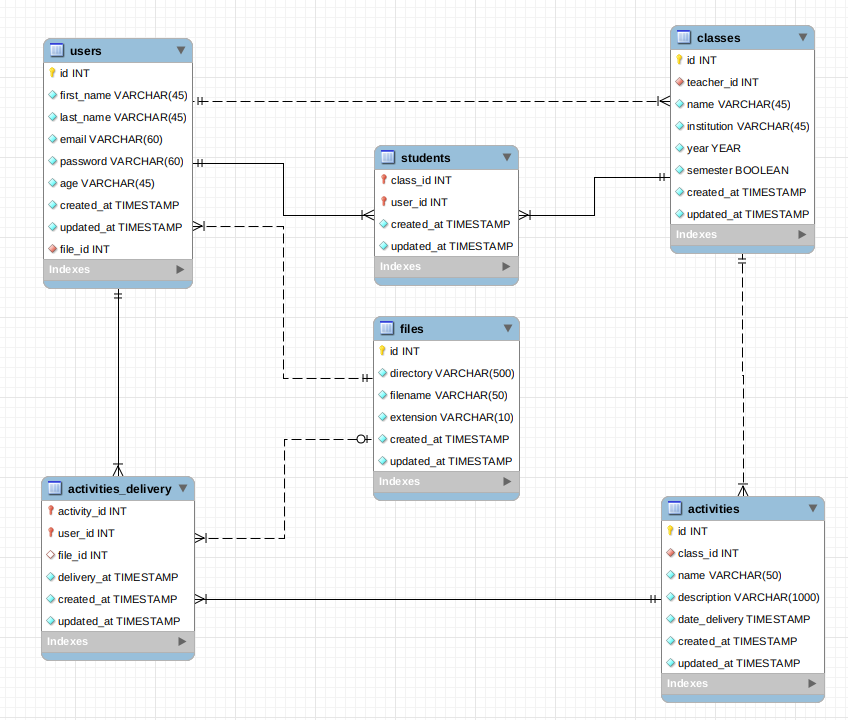 users
id INT
first_name VARCHAR(45)
last_name VARCHAR(45)
email VARCHAR(60)
password VARCHAR(60)
age VARCHAR(45)
created_at TIMESTAMP
updated_at TIMESTAMP
file_id INT
Indexes
classes
id INT
teacher_id INT
name VARCHAR(45)
institution VARCHAR(45)
year YEAR
semester BOOLEAN
created_at TIMESTAMP
updated_at TIMESTAMP
Indexes
students
class_id INT
user_id INT
created_at TIMESTAMP
updated_at TIMESTAMP
Indexes
files
id INT
directory VARCHAR(500)
filename VARCHAR(50)
extension VARCHAR(10)
created_at TIMESTAMP
updated_at TIMESTAMP
Indexes
activities_delivery
activity_id INT
user_id INT
file_id INT
delivery_at TIMESTAMP
created_at TIMESTAMP
updated_at TIMESTAMP
Indexes
activities
id INT
class_id INT
name VARCHAR(50)
description VARCHAR(1000)
date_delivery TIMESTAMP
created_at TIMESTAMP
updated_at TIMESTAMP
Indexes